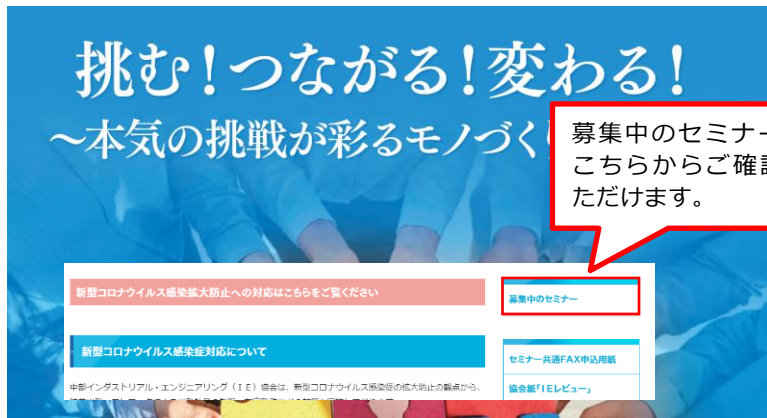 挑む！つながる！変わる！
～本気の挑戦が彩るモノづく
募集中のセミナー
こちらからご確認
ただけます。
新型コロナウイルス感染拡大防止への対応はこちらをご覧ください
募集中のセミナー
新型コロナウイルス感染症対応について
セミナー共通FAX申込用紙
中部インダストリアル・エンジニアリング（ＩＥ）協会は、新型コロナウイルス感染症の拡大防止の観点から、
協会紙「IEレビュー」